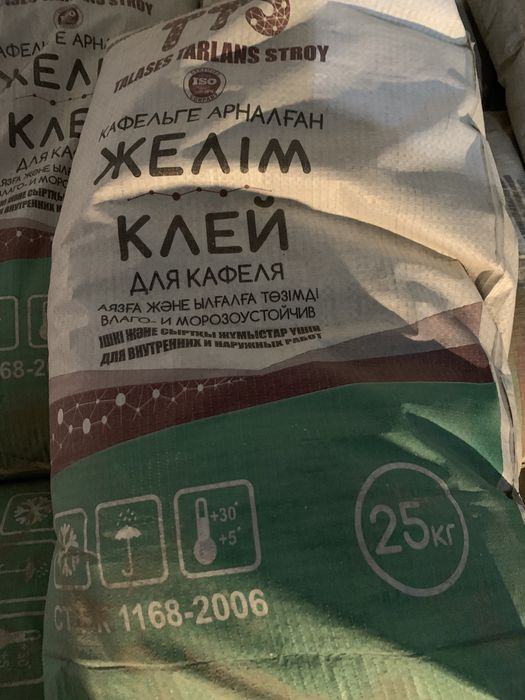 TTS
TALASES TARLANS STROY
ISO
КАФЕЛЬГЕ АРНАЛҒАН
ЖЕЛІМ
КЛЕЙ
ДЛЯ КАФЕЛЯ
АЯЗҒА ЖӘНЕ ЫЛҒАЛҒА ТӨЗІМДІ
ВЛАГО- И МОРОЗОУСТОЙЧИВ
ІШКІ ЖӘНЕ СЫРТҚЫ ЖҰМЫСТАР ҮШІН
ДЛЯ ВНУТРЕННИХ И НАРУЖНЫХ РАБОТ
+30°
+5°
25кг
1168-2006